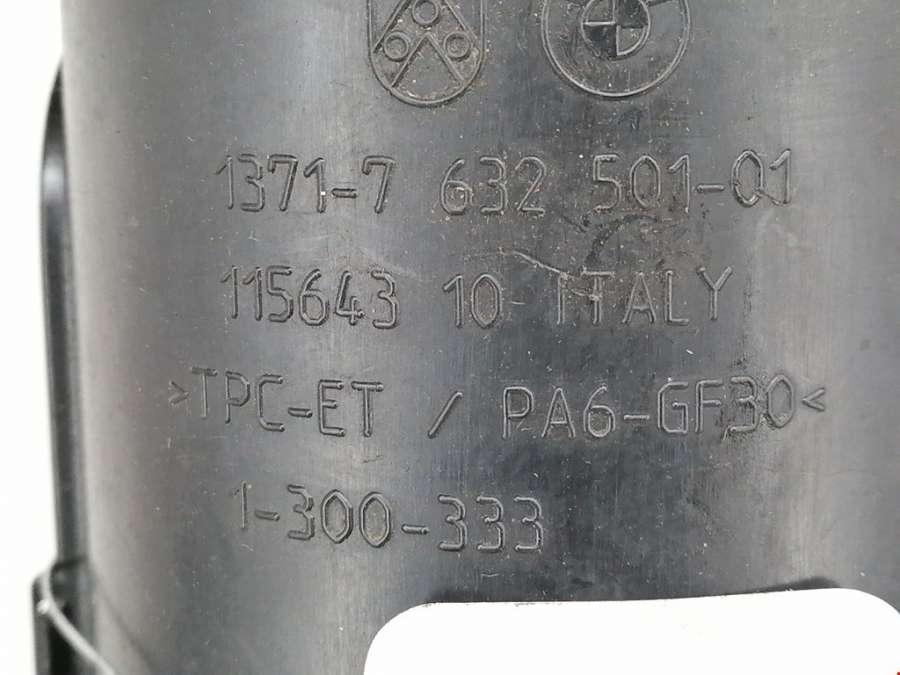 1371-7 632 501-01
115643 10 ITALY
>TPC-ET / PA6-GF30<
1-300-333